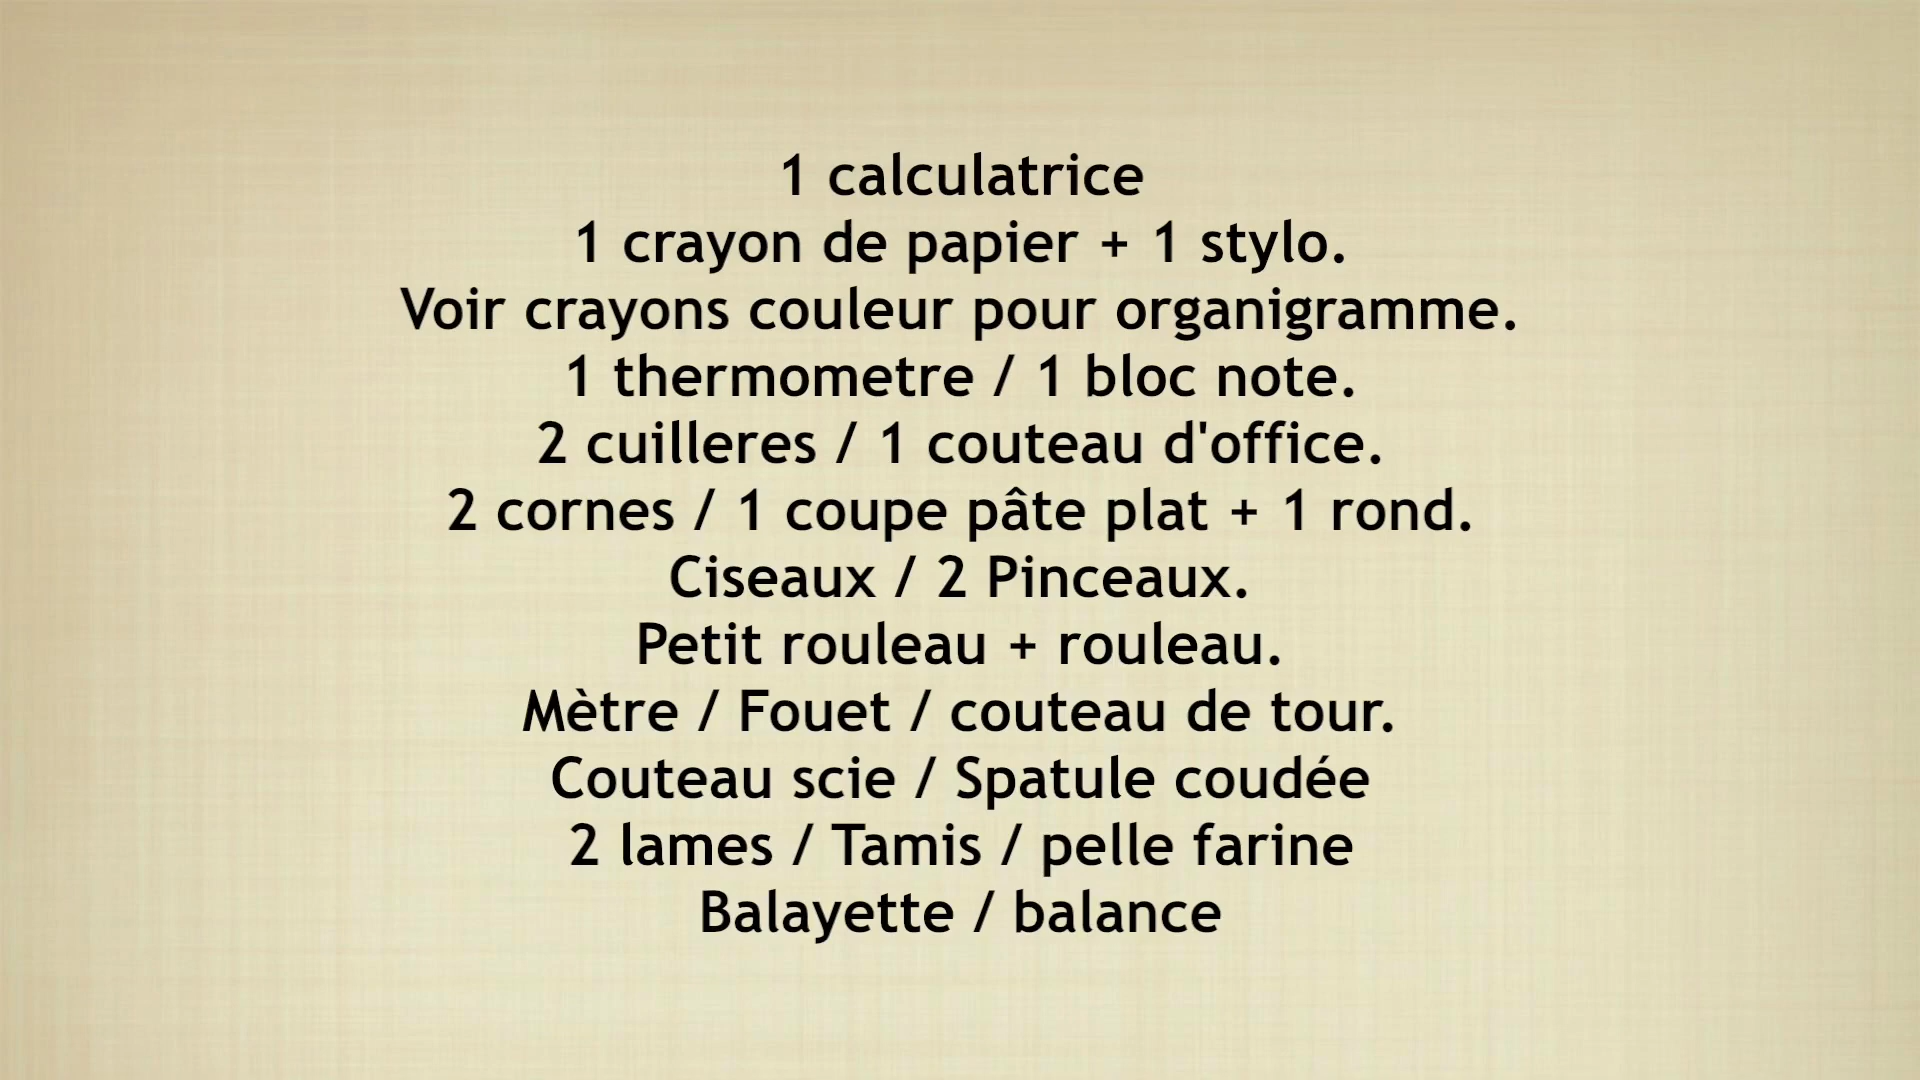 1 calculatrice
1 crayon de papier + 1 stylo.
Voir crayons couleur pour organigramme.
1 thermometre / 1 bloc note.
2 cuilleres / 1 couteau d'office.
2 cornes / 1 coupe pâte plat + 1 rond.
Ciseaux / 2 Pinceaux.
Petit rouleau + rouleau.
Mètre / Fouet / couteau de tour.
Couteau scie / Spatule coudée
2 lames / Tamis / pelle farine
Balayette / balance